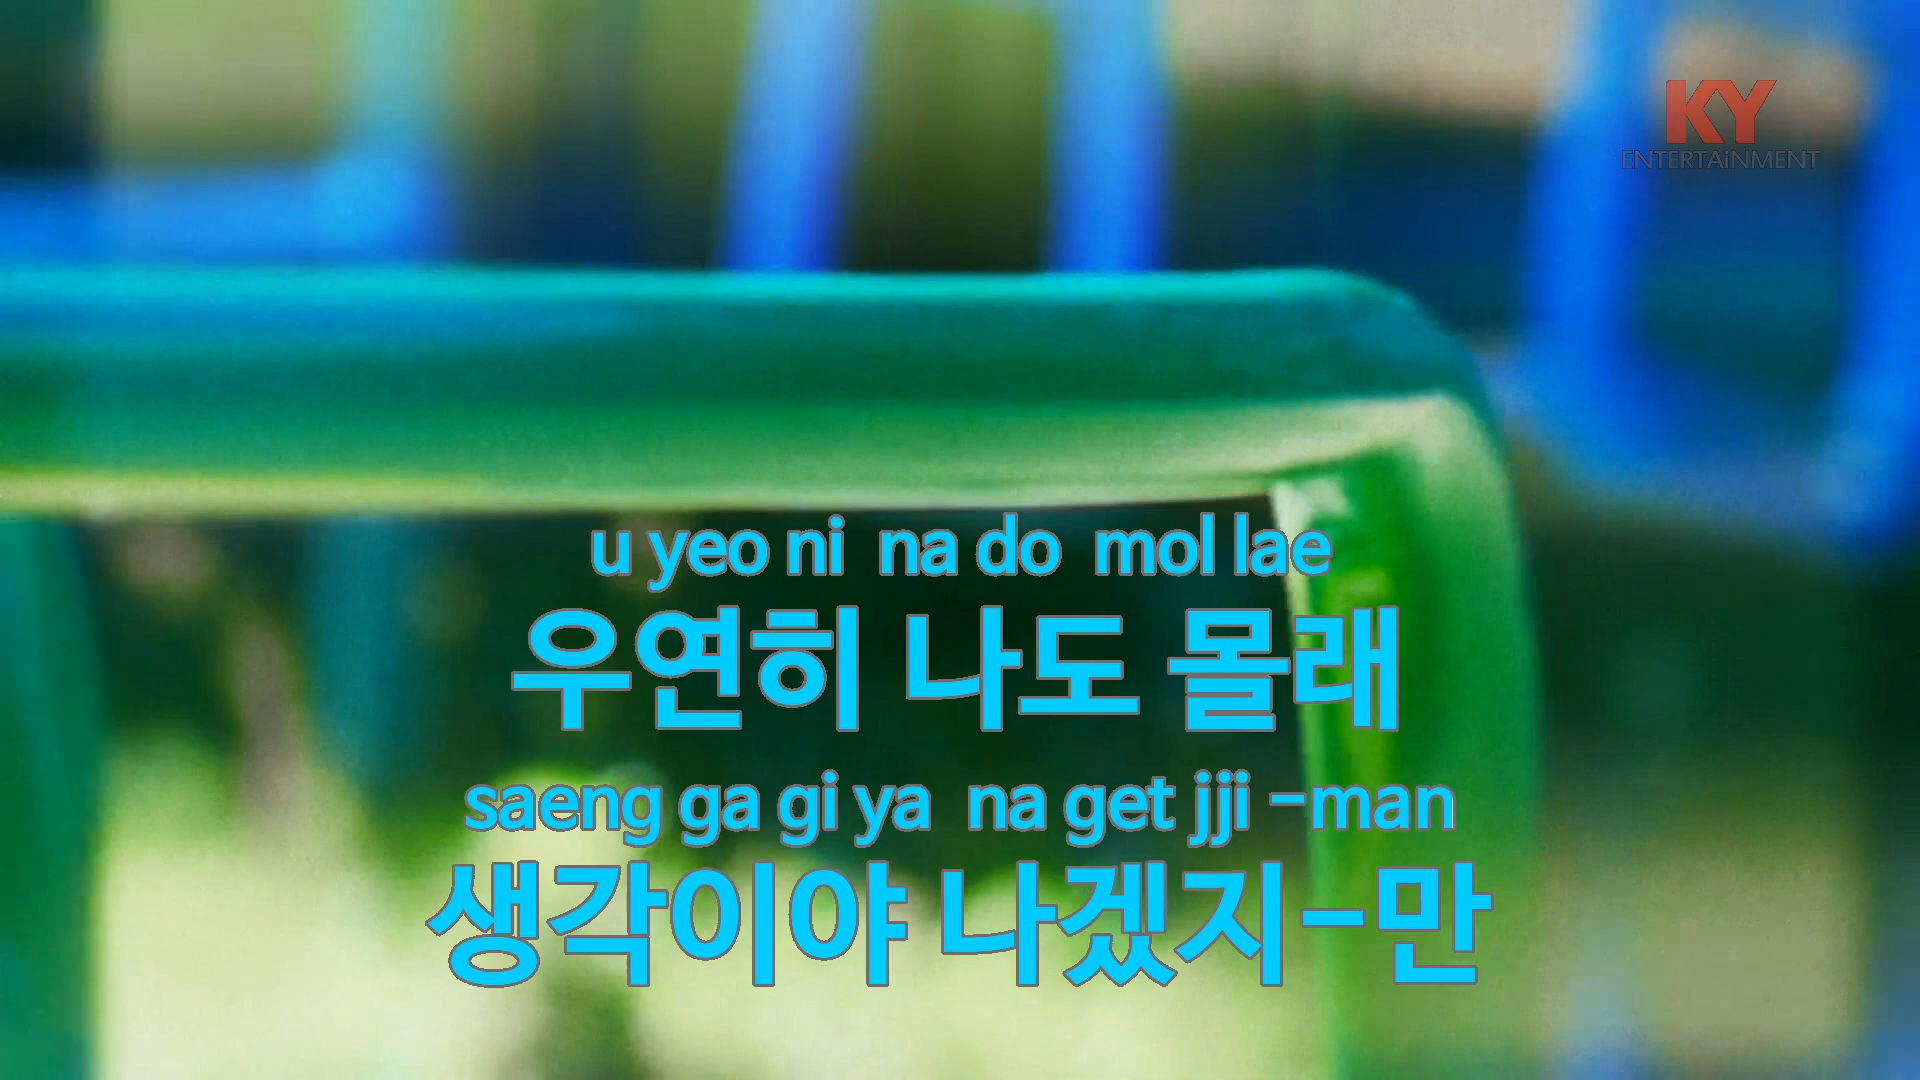 KY
ENTERTAiNMENT
u yeo ni na do mol lae
우연히 나도 몰래
saeng ga gi ya na get jji -man
생각이야 나겠지-만